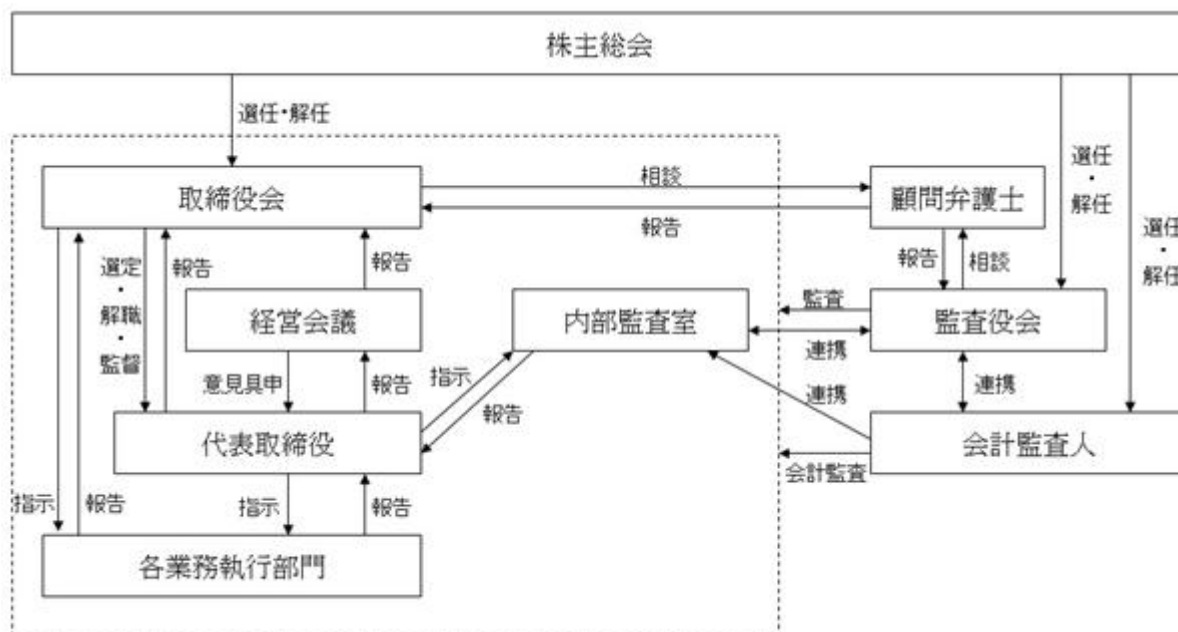 株主総会
選任・解任
選任
・
解任
選任
・
解任
取締役会
相談
報告
顧問弁護士
選定
・
解職
・
監督
報告
報告
報告
相談
経営会議
内部監査室
監査
連携
監査役会
意見具申
報告
指示
報告
連携
連携
代表取締役
会計監査人
会計監査
指示
報告
指示
報告
各業務執行部門